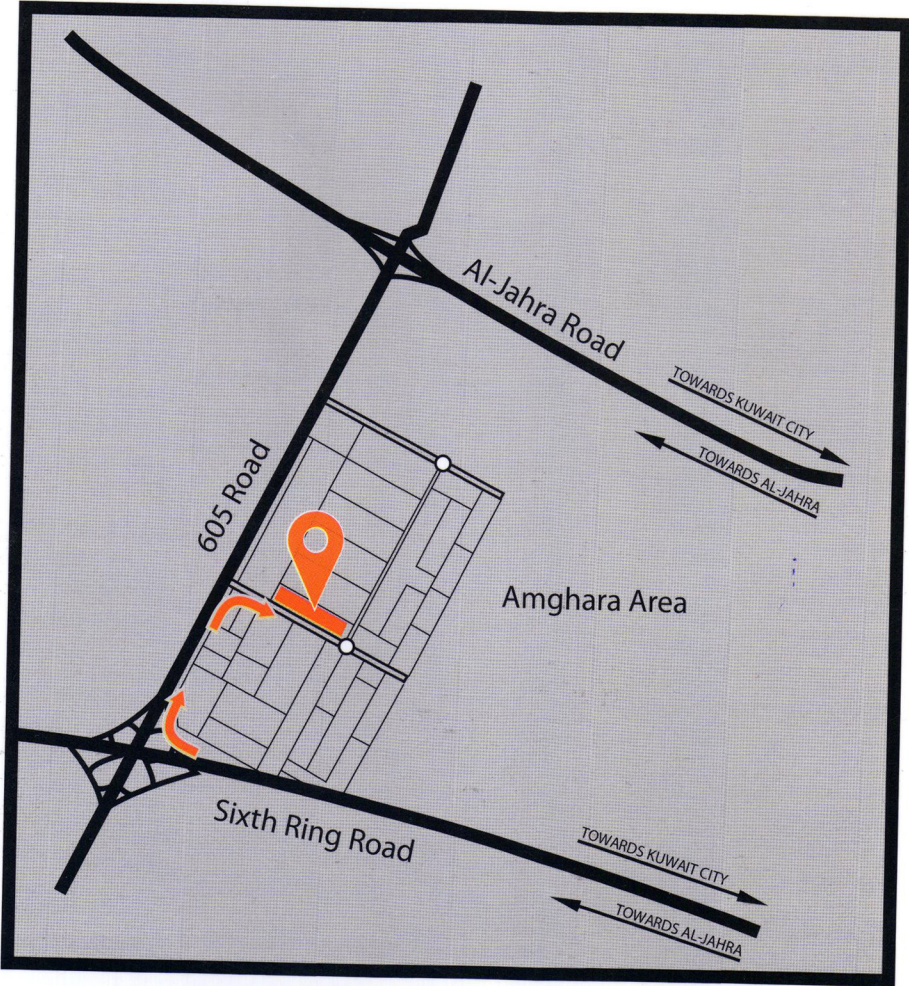 Al-Jahra Road
TOWARDS KUWAIT CITY
TOWARDS AL-JAHRA
605 Road
Amghara Area
Sixth Ring Road
TOWARDS KUWAIT CITY
TOWARDS AL-JAHRA